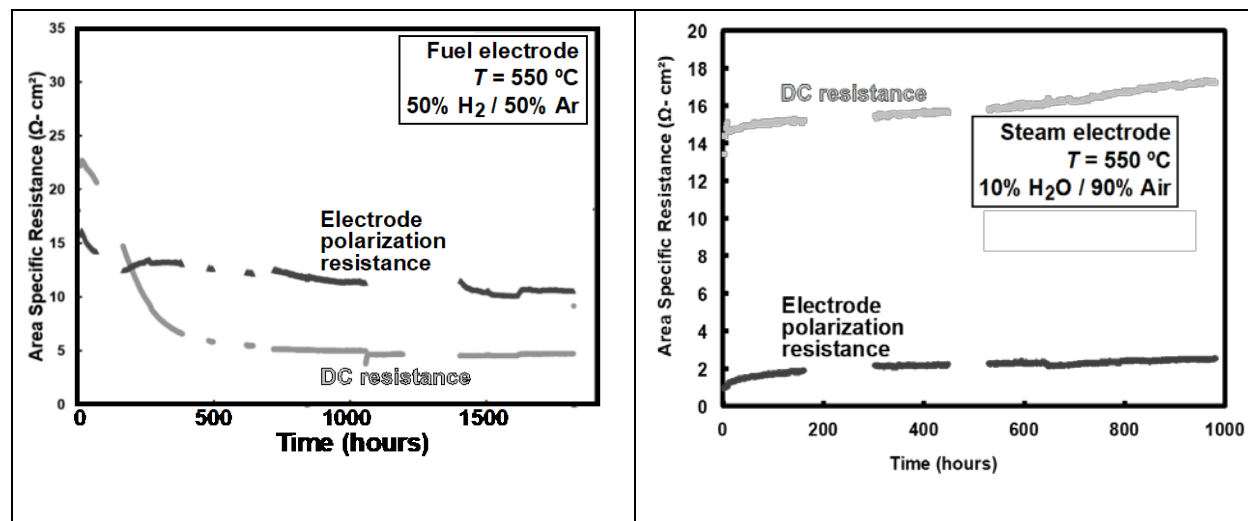 35
30
25
20
15
10
5
0
Area Specific Resistance (Ω- cm²)
Fuel electrode
T = 550 ºC
50% H₂ / 50% Ar
Electrode
polarization
resistance
DC resistance
0
500
1000
1500
Time (hours)
20
18
16
14
12
10
8
6
4
2
0
Area Specific Resistance (Ω- cm²)
DC resistance
Steam electrode
T = 550 ºC
10% H₂O / 90% Air
Electrode
polarization
resistance
0
200
400
600
800
1000
Time (hours)